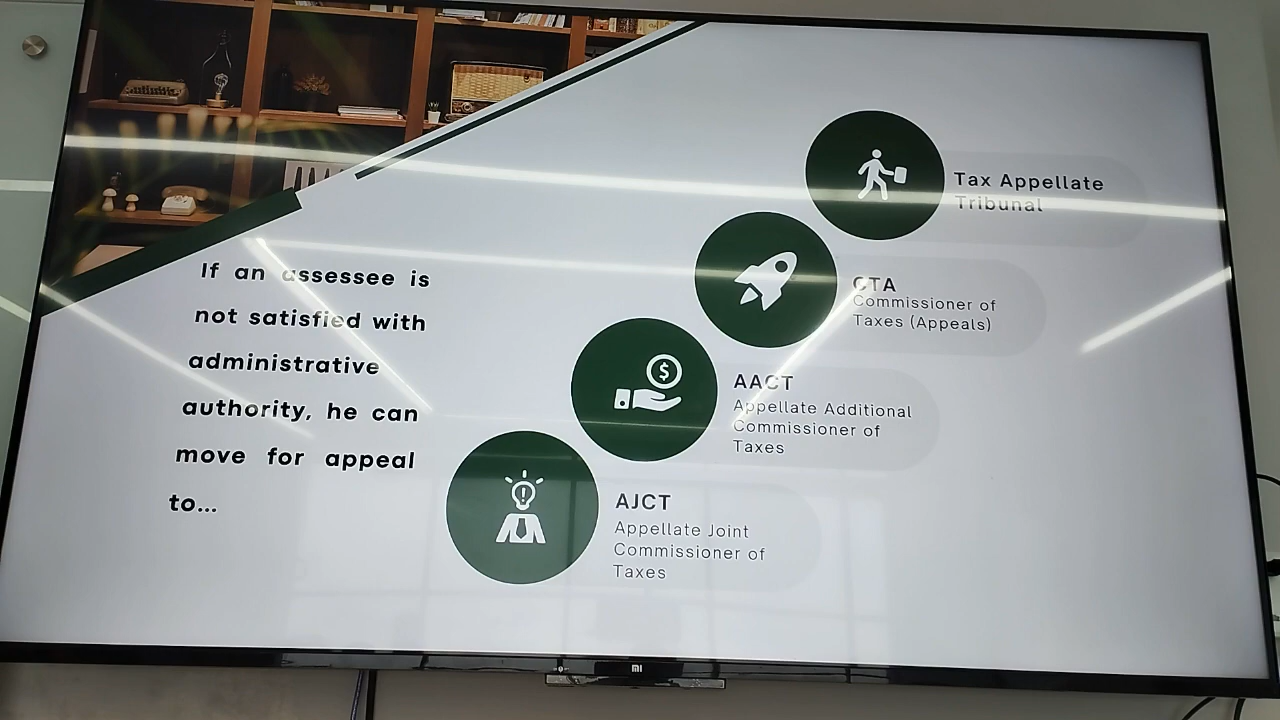 If an assessee is
not satisfied with
administrative
authority, he can
move for appeal
to...
Tax Appellate
Tribunal
CTA
Commissioner of
Taxes (Appeals)
AACT
Appellate Additional
Commissioner of
Taxes
AJCT
Appellate Joint
Commissioner of
Taxes
mi